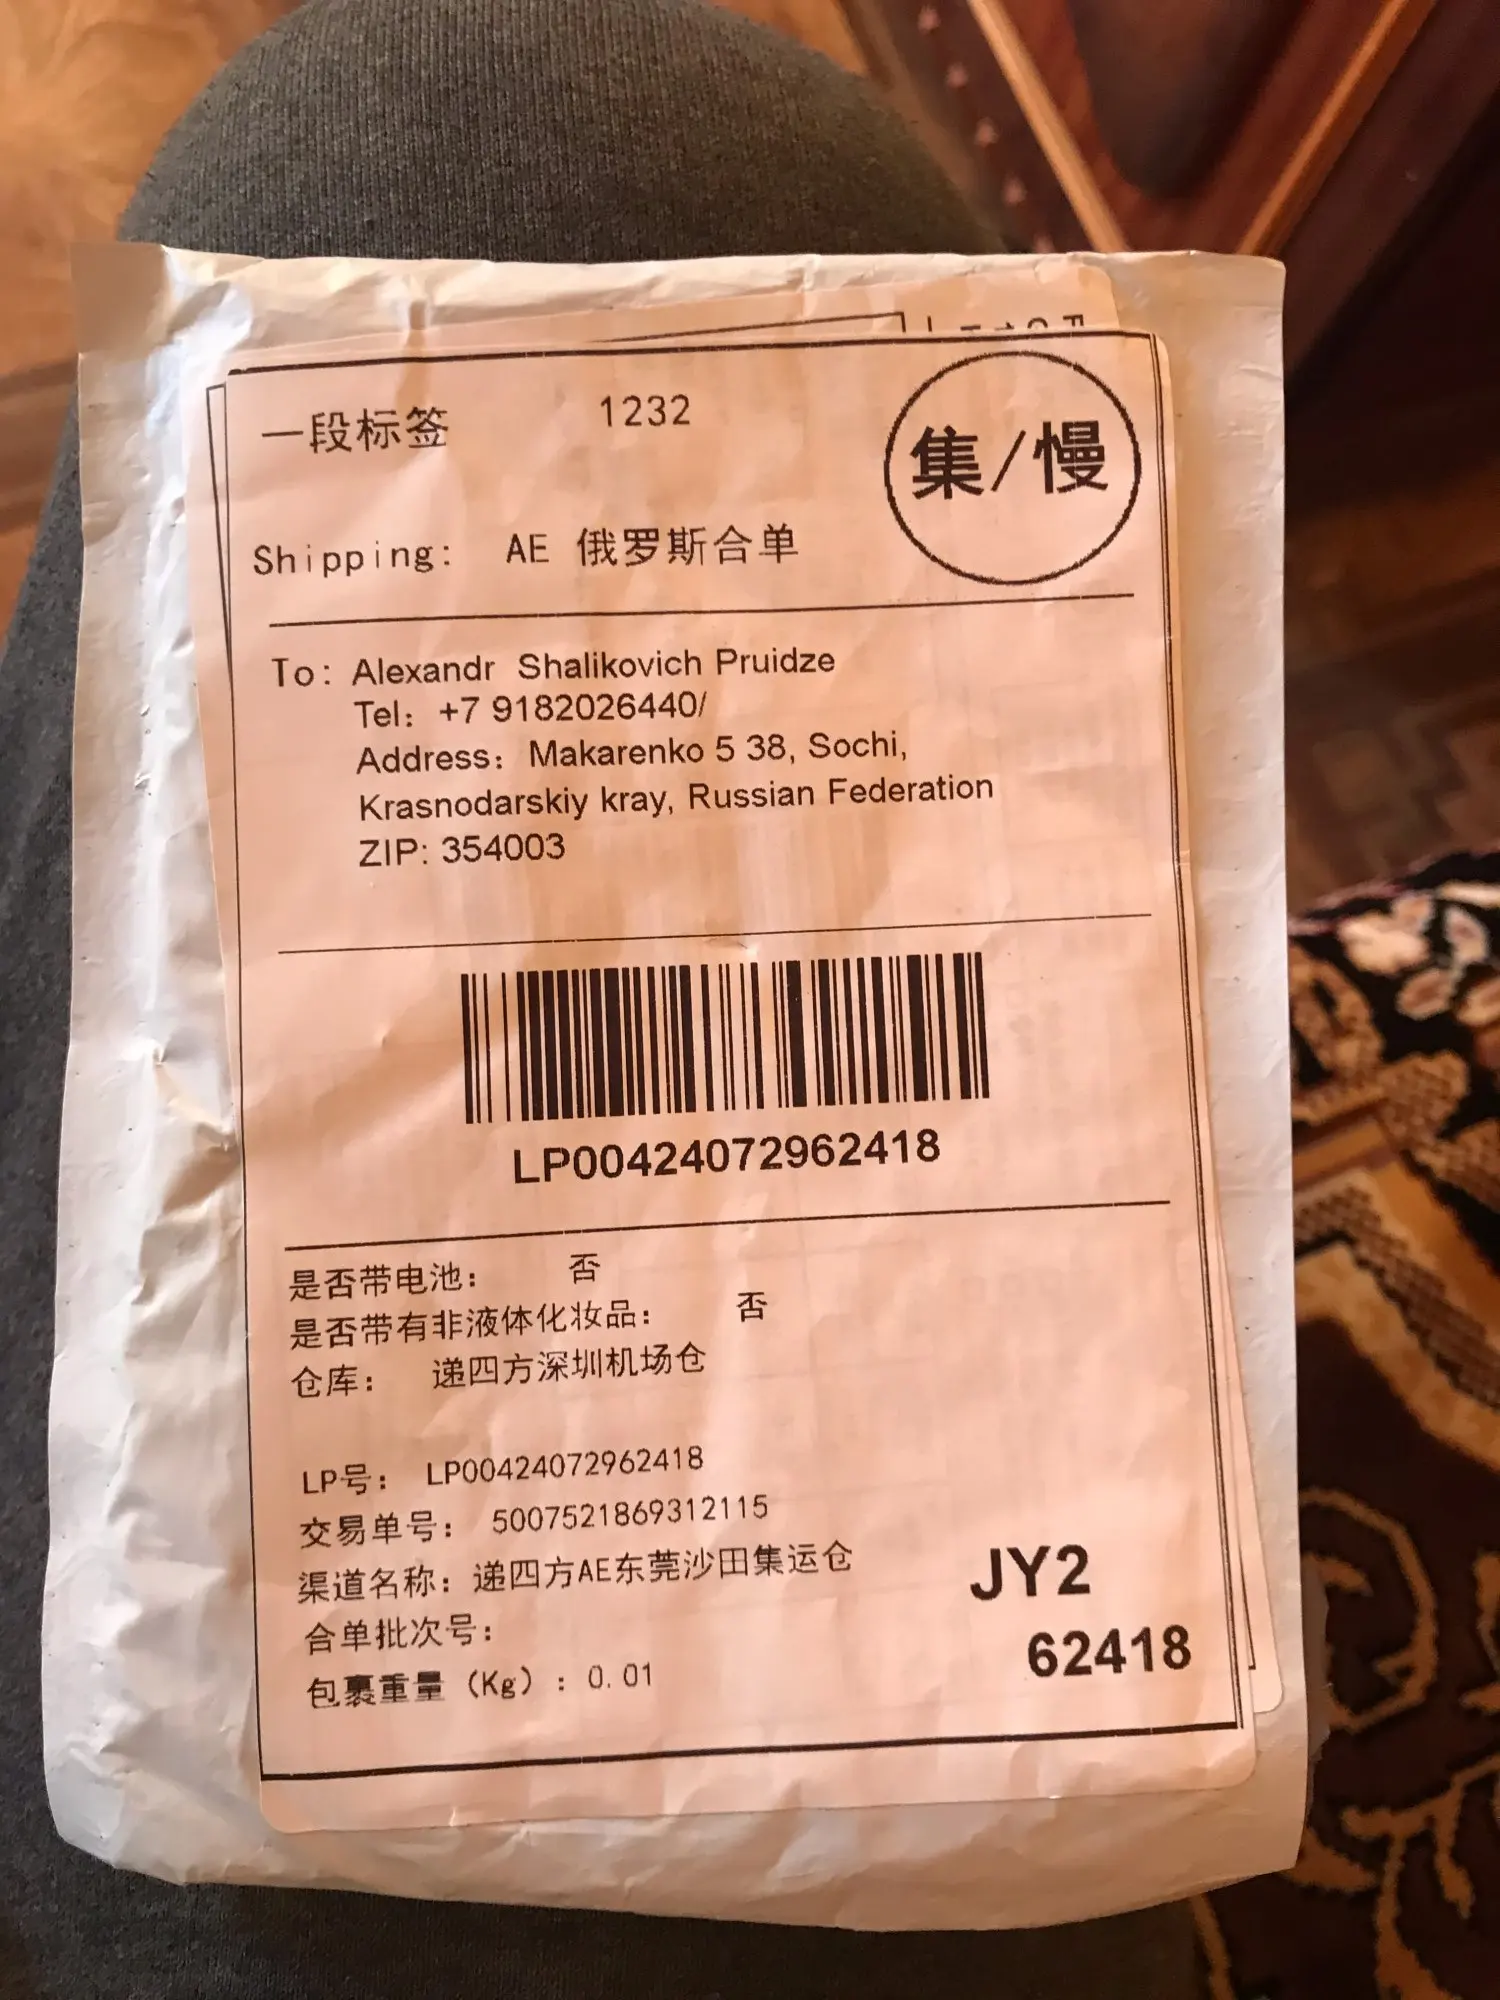 一段标签 1232
集/慢
Shipping: AE 俄罗斯合单
To: Alexandr Shalikovich Pruidze
Tel: +7 9182026440/
Address: Makarenko 5 38, Sochi,
Krasnodarskiy kray, Russian Federation
ZIP: 354003
LP00424072962418
是否带电池: 否
是否带有非液体化妆品: 否
仓库: 递四方深圳机场仓
LP号: LP00424072962418
交易单号: 5007521869312115
渠道名称: 递四方AE东莞沙田集运仓
合单批次号:
包裹重量 (Kg) : 0.01
JY2
62418